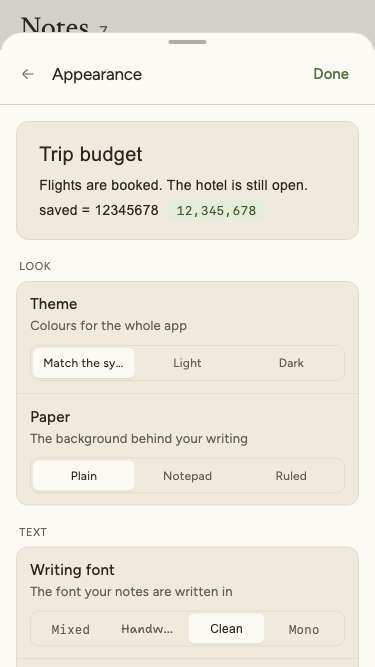 Notes 7
← Appearance Done
Trip budget
Flights are booked. The hotel is still open.
saved = 12345678 12,345,678
LOOK
Theme
Colours for the whole app
Match the sy… Light Dark
Paper
The background behind your writing
Plain Notepad Ruled
TEXT
Writing font
The font your notes are written in
Mixed Handw… Clean Mono